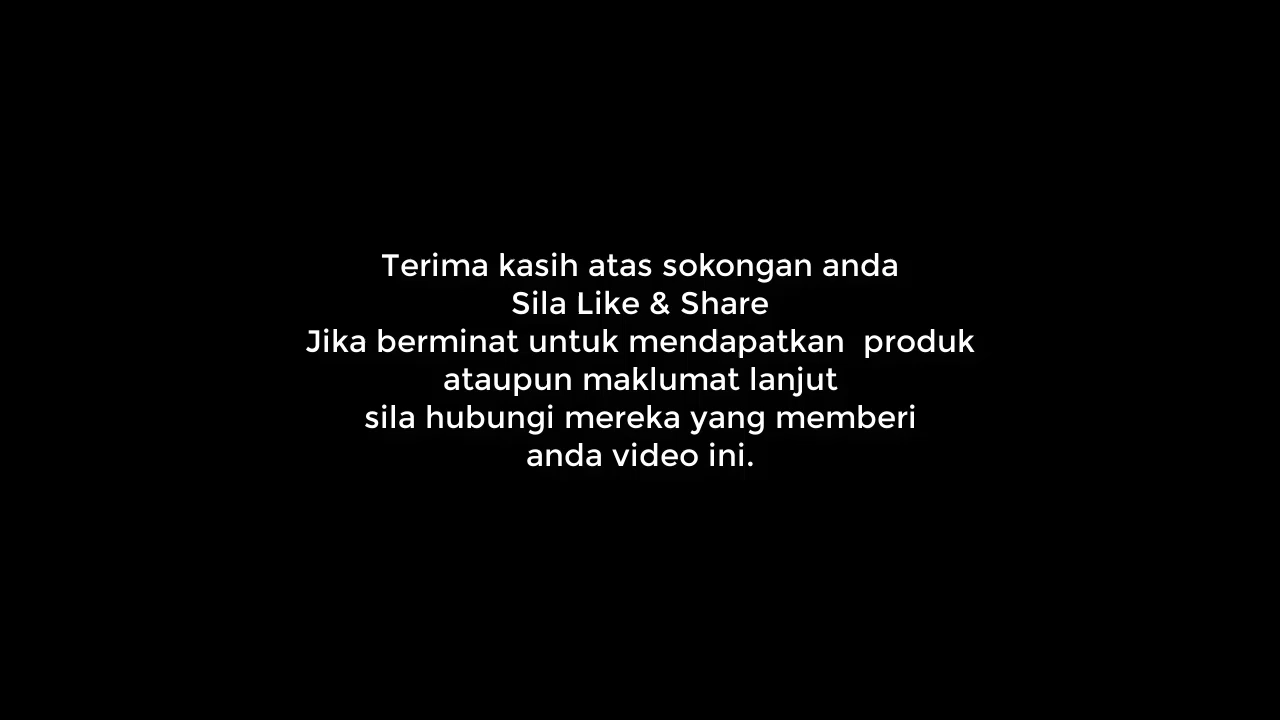 Terima kasih atas sokongan anda
Sila Like & Share
Jika berminat untuk mendapatkan  produk
ataupun maklumat lanjut
sila hubungi mereka yang memberi
anda video ini.